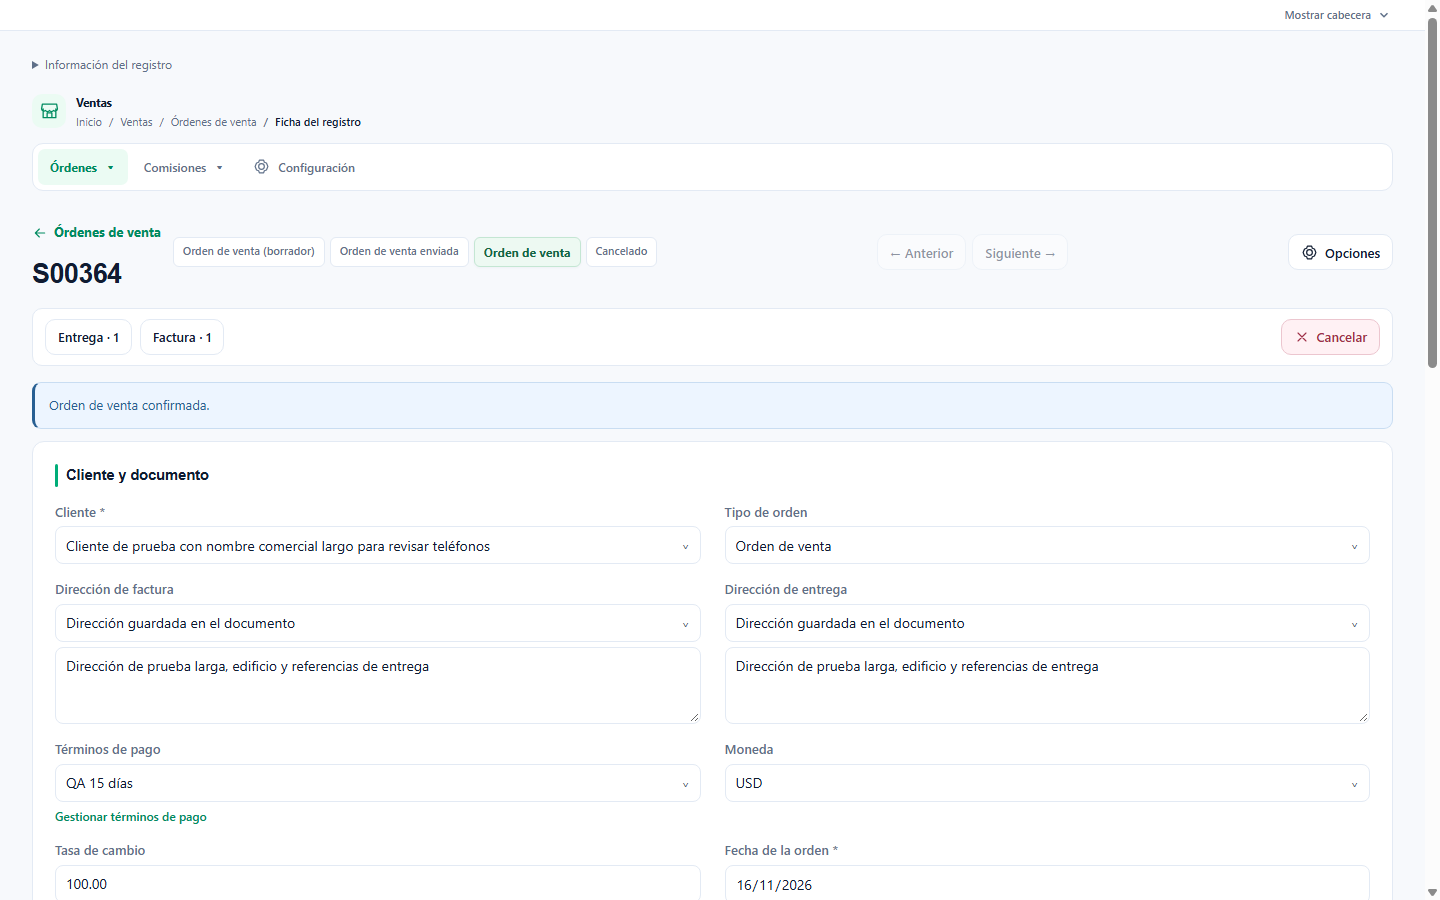 Mostrar cabecera
Información del registro
Ventas
Inicio / Ventas / Órdenes de venta / Ficha del registro
Órdenes
Comisiones
Configuración
← Órdenes de venta
S00364
Orden de venta (borrador)
Orden de venta enviada
Orden de venta
Cancelado
← Anterior
Siguiente →
Opciones
Entrega · 1
Factura · 1
Cancelar
Orden de venta confirmada.
Cliente y documento
Cliente *
Cliente de prueba con nombre comercial largo para revisar teléfonos
Tipo de orden
Orden de venta
Dirección de factura
Dirección guardada en el documento
Dirección de prueba larga, edificio y referencias de entrega
Dirección de entrega
Dirección guardada en el documento
Dirección de prueba larga, edificio y referencias de entrega
Términos de pago
QA 15 días
Gestionar términos de pago
Moneda
USD
Tasa de cambio
100.00
Fecha de la orden *
16/11/2026